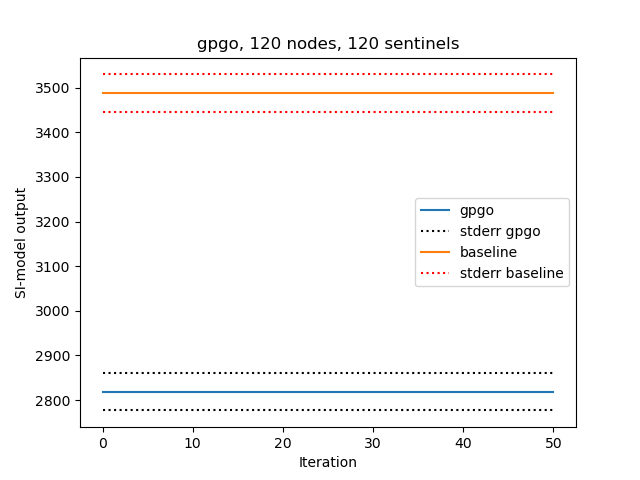 gpgo, 120 nodes, 120 sentinels
3500
3400
3300
3200
3100
3000
2900
2800
SI-model output
gpgo
stderr gpgo
baseline
stderr baseline
0 10 20 30 40 50
Iteration